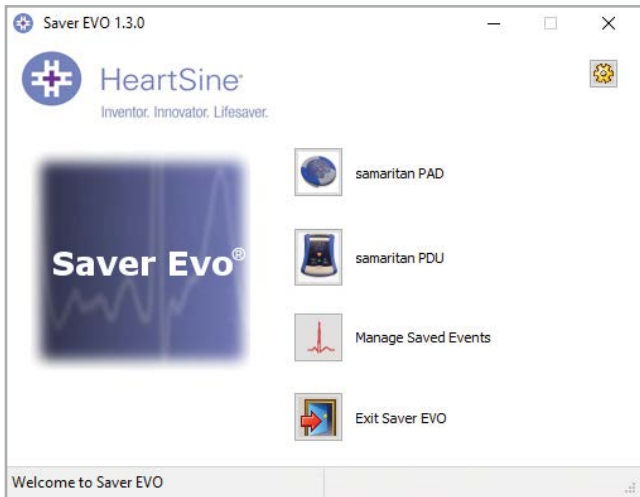 Saver EVO 1.3.0
HeartSine®
Inventor. Innovator. Lifesaver.
Saver Evo®
samaritan PAD
samaritan PDU
Manage Saved Events
Exit Saver EVO
Welcome to Saver EVO